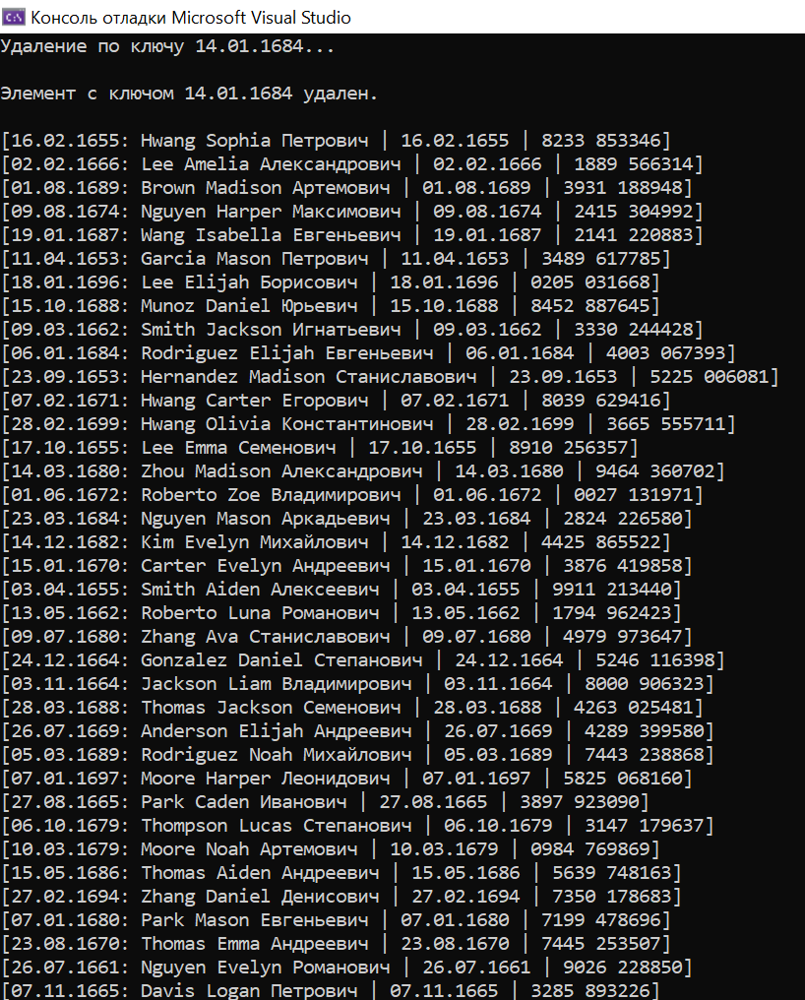 Консоль отладки Microsoft Visual Studio
Удаление по ключу 14.01.1684...
Элемент с ключом 14.01.1684 удален.
[16.02.1655: Hwang Sophia Петрович | 16.02.1655 | 8233 853346]
[02.02.1666: Lee Amelia Александрович | 02.02.1666 | 1889 566314]
[01.08.1689: Brown Madison Артемович | 01.08.1689 | 3931 188948]
[09.08.1674: Nguyen Harper Максимович | 09.08.1674 | 2415 304992]
[19.01.1687: Wang Isabella Евгеньевич | 19.01.1687 | 2141 220883]
[11.04.1653: Garcia Mason Петрович | 11.04.1653 | 3489 617785]
[18.01.1696: Lee Elijah Борисович | 18.01.1696 | 0205 031668]
[15.10.1688: Munoz Daniel Юрьевич | 15.10.1688 | 8452 887645]
[09.03.1662: Smith Jackson Игнатьевич | 09.03.1662 | 3330 244428]
[06.01.1684: Rodriguez Elijah Евгеньевич | 06.01.1684 | 4003 067393]
[23.09.1653: Hernandez Madison Станиславович | 23.09.1653 | 5225 006081]
[07.02.1671: Hwang Carter Егорович | 07.02.1671 | 8039 629416]
[28.02.1699: Hwang Olivia Константинович | 28.02.1699 | 3665 555711]
[17.10.1655: Lee Emma Семенович | 17.10.1655 | 8910 256357]
[14.03.1680: Zhou Madison Александрович | 14.03.1680 | 9464 360702]
[01.06.1672: Roberto Zoe Владимирович | 01.06.1672 | 0027 131971]
[23.03.1684: Nguyen Mason Аркадьевич | 23.03.1684 | 2824 226580]
[14.12.1682: Kim Evelyn Михайлович | 14.12.1682 | 4425 865522]
[15.01.1670: Carter Evelyn Андреевич | 15.01.1670 | 3876 419858]
[03.04.1655: Smith Aiden Алексеевич | 03.04.1655 | 9911 213440]
[13.05.1662: Roberto Luna Романович | 13.05.1662 | 1794 962423]
[09.07.1680: Zhang Ava Станиславович | 09.07.1680 | 4979 973647]
[24.12.1664: Gonzalez Daniel Степанович | 24.12.1664 | 5246 116398]
[03.11.1664: Jackson Liam Владимирович | 03.11.1664 | 8000 906323]
[28.03.1688: Thomas Jackson Семенович | 28.03.1688 | 4263 025481]
[26.07.1669: Anderson Elijah Андреевич | 26.07.1669 | 4289 399580]
[05.03.1689: Rodriguez Noah Михайлович | 05.03.1689 | 7443 238868]
[07.01.1697: Moore Harper Леонидович | 07.01.1697 | 5825 068160]
[27.08.1665: Park Caden Иванович | 27.08.1665 | 3897 923090]
[06.10.1679: Thompson Lucas Степанович | 06.10.1679 | 3147 179637]
[10.03.1679: Moore Noah Артемович | 10.03.1679 | 0984 769869]
[15.05.1686: Thomas Aiden Андреевич | 15.05.1686 | 5639 748163]
[27.02.1694: Zhang Daniel Денисович | 27.02.1694 | 7350 178683]
[07.01.1680: Park Mason Евгеньевич | 07.01.1680 | 7199 478696]
[23.08.1670: Thomas Emma Андреевич | 23.08.1670 | 7445 253507]
[26.07.1661: Nguyen Evelyn Романович | 26.07.1661 | 9026 228850]
[07.11.1665: Davis Logan Петрович | 07.11.1665 | 3285 893226]